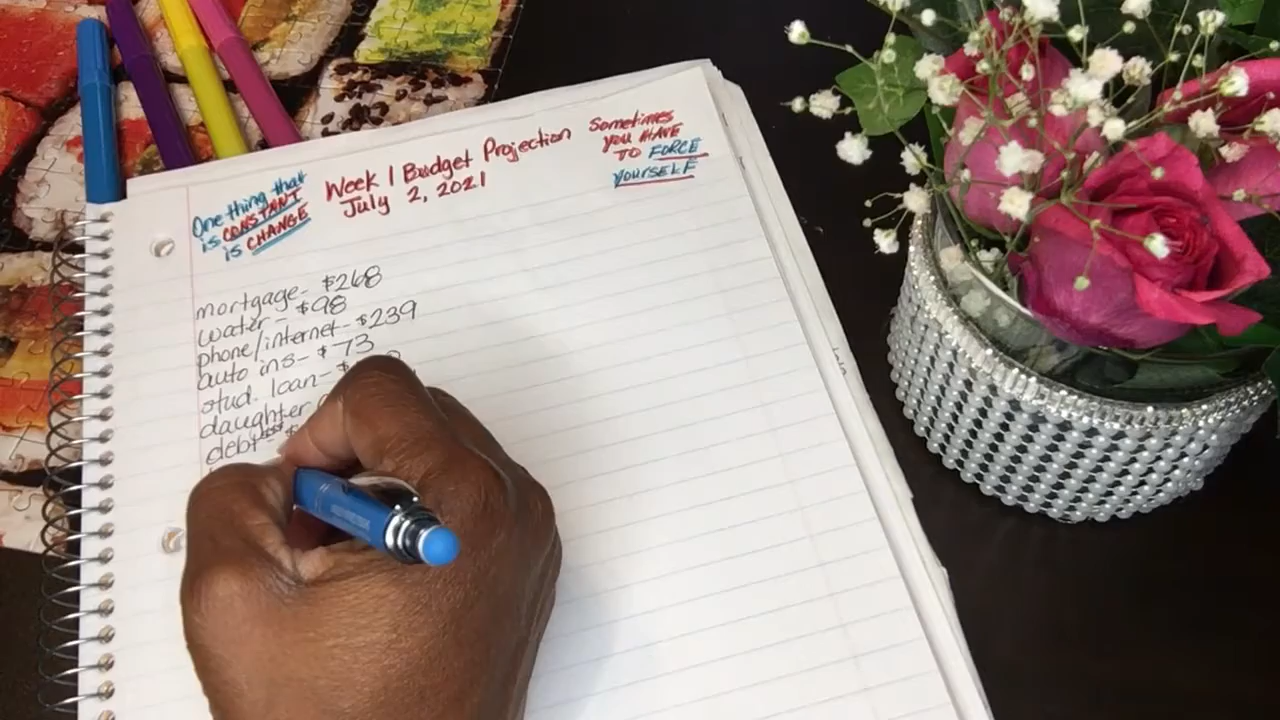 One thing that
is CONSTANT
is CHANGE
Week 1 Budget Projection
July 2, 2021
Sometimes
you HAVE
TO FORCE
YOURSELF
mortgage- $268
water - $98
phone/internet- $239
auto ins- $73
stud. loan- $
daughter
debt - $